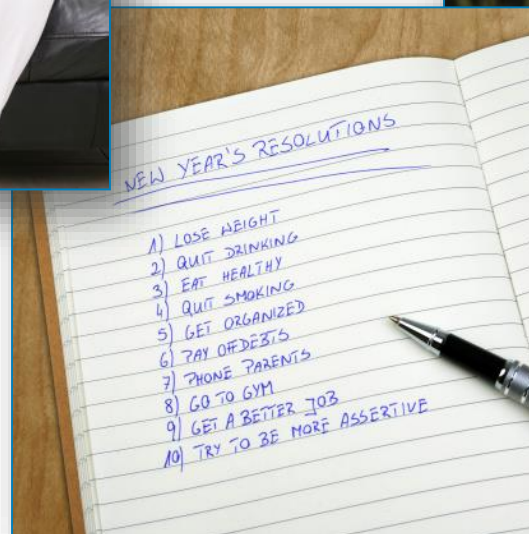 NEW YEAR'S RESOLUTIONS
1) LOSE WEIGHT
2) QUIT DRINKING
3) EAT HEALTHY
4) QUIT SMOKING
5) GET ORGANIZED
6) PAY OFF DEBTS
7) PHONE PARENTS
8) GO TO GYM
9) GET A BETTER JOB
10) TRY TO BE MORE ASSERTIVE